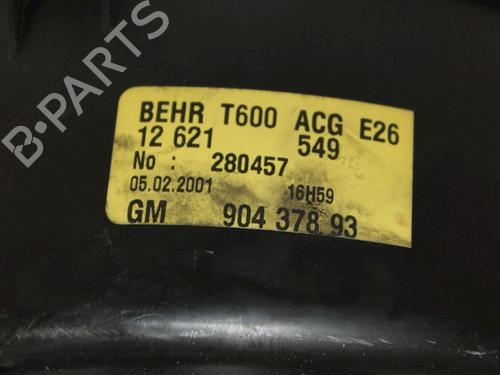 BEHR T600 ACG E26
12 621 549
No : 280457
05.02.2001 16H59
GM 904 378 93
B-PARTS